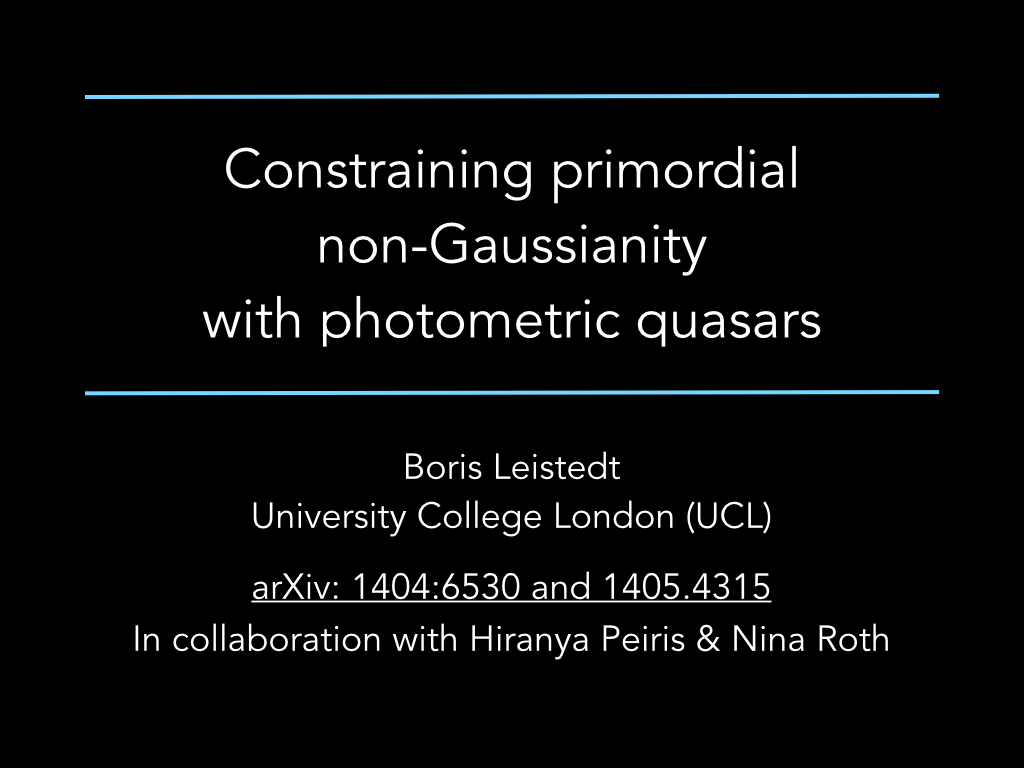 Constraining primordial
non-Gaussianity
with photometric quasars
Boris Leistedt
University College London (UCL)
arXiv: 1404:6530 and 1405.4315
In collaboration with Hiranya Peiris & Nina Roth